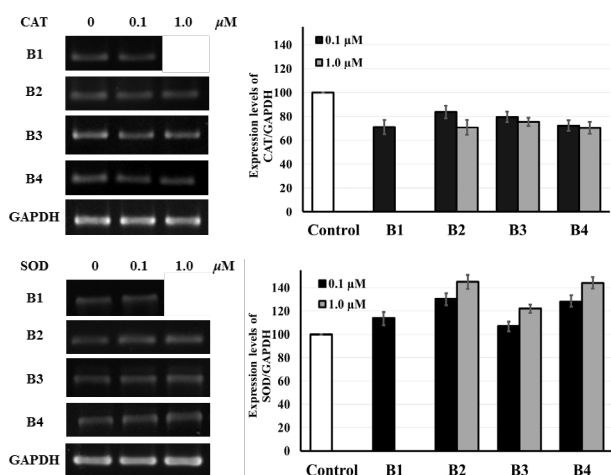 CAT 0 0.1 1.0 μM
B1
B2
B3
B4
GAPDH
Expression levels of
CAT/GAPDH
140
120
100
80
60
40
20
0
0.1 μM
1.0 μM
Control B1 B2 B3 B4
SOD 0 0.1 1.0 μM
B1
B2
B3
B4
GAPDH
Expression levels of
SOD/GAPDH
140
120
100
80
60
40
20
0
0.1 μM
1.0 μM
Control B1 B2 B3 B4